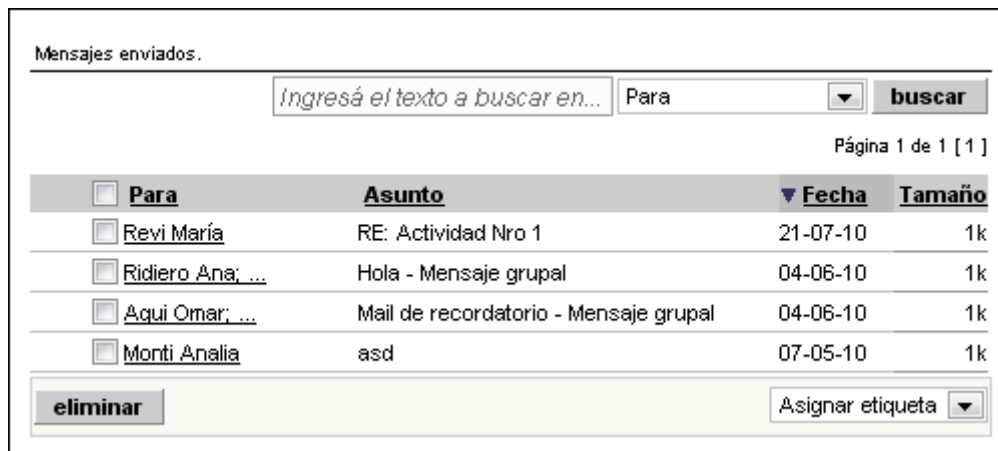 Mensajes enviados.
Ingresá el texto a buscar en... Para buscar
Página 1 de 1 [ 1 ]
Para Asunto Fecha Tamaño
Revi María RE: Actividad Nro 1 21-07-10 1k
Ridiero Ana; ... Hola - Mensaje grupal 04-06-10 1k
Aqui Omar; ... Mail de recordatorio - Mensaje grupal 04-06-10 1k
Monti Analia asd 07-05-10 1k
eliminar Asignar etiqueta